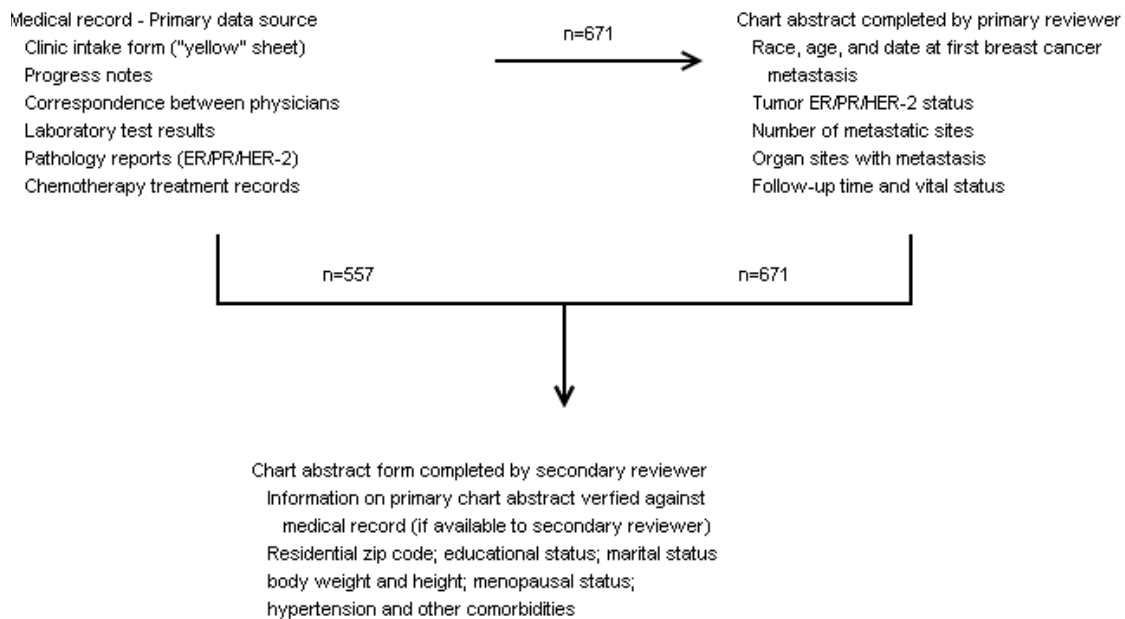 Medical record - Primary data source
Clinic intake form ("yellow" sheet)
Progress notes
Correspondence between physicians
Laboratory test results
Pathology reports (ER/PR/HER-2)
Chemotherapy treatment records
n=671
Chart abstract completed by primary reviewer
Race, age, and date at first breast cancer
metastasis
Tumor ER/PR/HER-2 status
Number of metastatic sites
Organ sites with metastasis
Follow-up time and vital status
n=557
n=671
Chart abstract form completed by secondary reviewer
Information on primary chart abstract verfied against
medical record (if available to secondary reviewer)
Residential zip code; educational status; marital status
body weight and height; menopausal status;
hypertension and other comorbidities